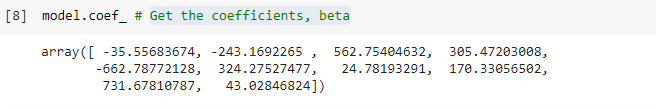 [8] model.coef_ # Get the coefficients, beta
array([ -35.55683674, -243.1692265 , 562.75404632, 305.47203008,
-662.78772128, 324.27527477, 24.78193291, 170.33056502,
731.67810787, 43.02846824])